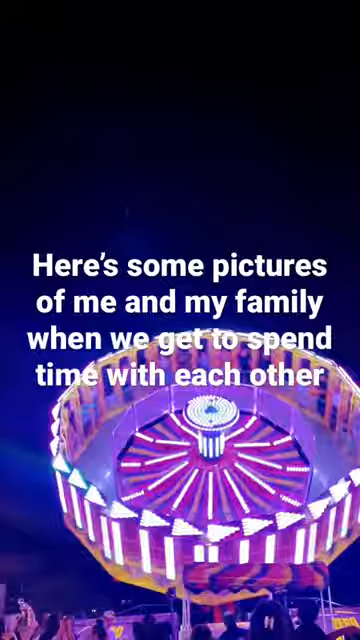 Here’s some pictures
of me and my family
when we get to spend
time with each other